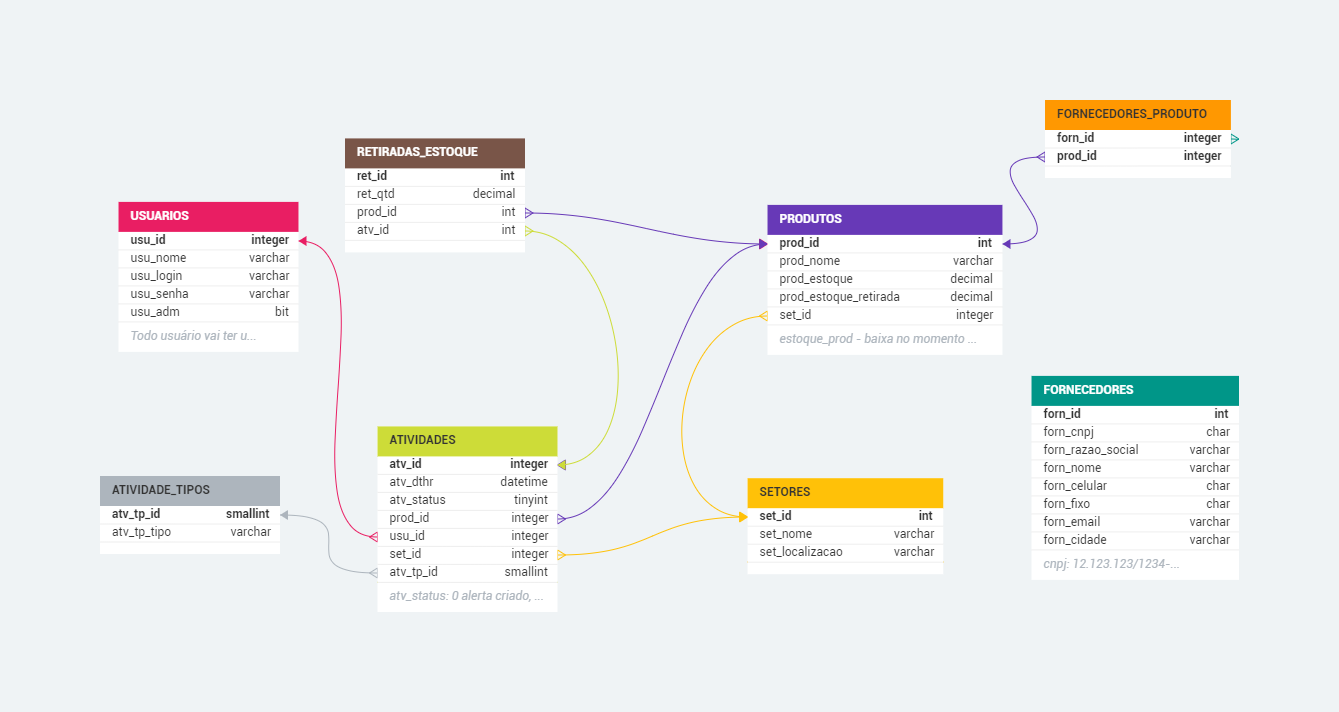 FORNECEDORES_PRODUTO
forn_id integer
prod_id integer
RETIRADAS_ESTOQUE
ret_id int
ret_qtd decimal
prod_id int
atv_id int
USUARIOS
usu_id integer
usu_nome varchar
usu_login varchar
usu_senha varchar
usu_adm bit
Todo usuário vai ter u...
PRODUTOS
prod_id int
prod_nome varchar
prod_estoque decimal
prod_estoque_retirada decimal
set_id integer
estoque_prod - baixa no momento ...
FORNECEDORES
forn_id int
forn_cnpj char
forn_razao_social varchar
forn_nome varchar
forn_celular char
forn_fixo char
forn_email varchar
forn_cidade varchar
cnpj: 12.123.123/1234-...
ATIVIDADES
atv_id integer
atv_dthr datetime
atv_status tinyint
prod_id integer
usu_id integer
set_id integer
atv_tp_id smallint
atv_status: 0 alerta criado, ...
ATIVIDADE_TIPOS
atv_tp_id smallint
atv_tp_tipo varchar
SETORES
set_id int
set_nome varchar
set_localizacao varchar